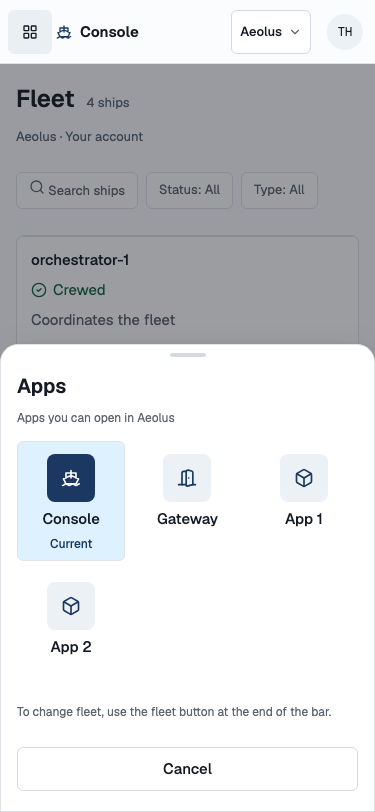 Console
Aeolus
TH
Fleet 4 ships
Aeolus · Your account
Search ships
Status: All
Type: All
orchestrator-1
Crewed
Coordinates the fleet
Apps
Apps you can open in Aeolus
Console
Current
Gateway
App 1
App 2
To change fleet, use the fleet button at the end of the bar.
Cancel